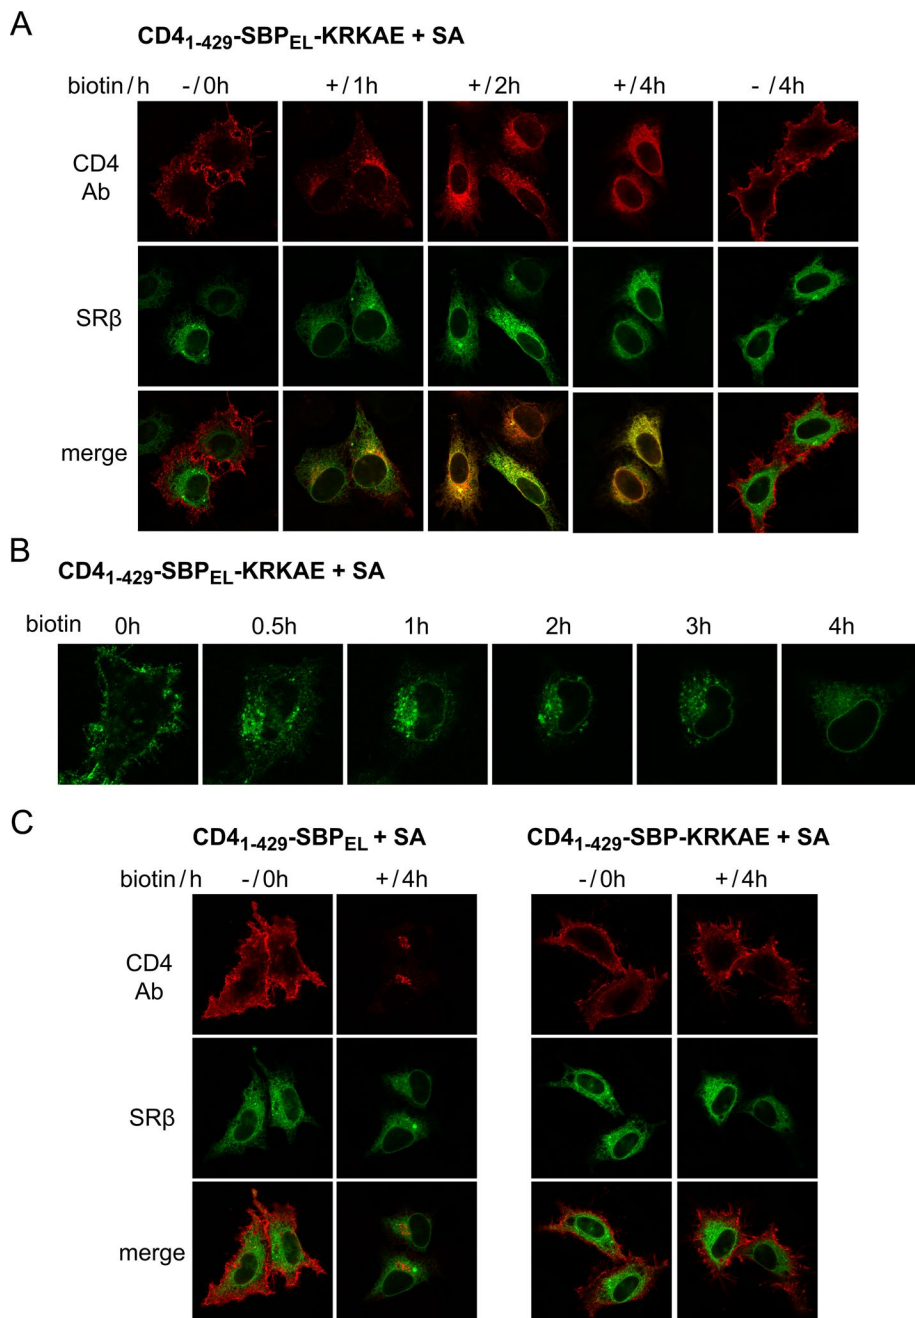 A
CD4₁₋₄₂₉-SBP_EL-KRKAE + SA
biotin/h -/0h +/1h +/2h +/4h -/4h
CD4
Ab
SRβ
merge
B
CD4₁₋₄₂₉-SBP_EL-KRKAE + SA
biotin 0h 0.5h 1h 2h 3h 4h
C
CD4₁₋₄₂₉-SBP_EL + SA CD4₁₋₄₂₉-SBP-KRKAE + SA
biotin/h -/0h +/4h -/0h +/4h
CD4
Ab
SRβ
merge